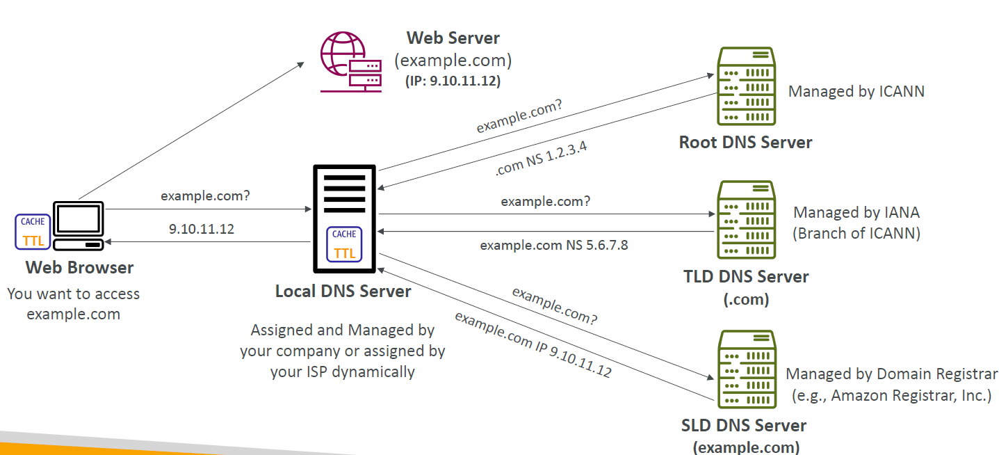 Web Server
(example.com)
(IP: 9.10.11.12)
example.com?
.com NS 1.2.3.4
Managed by ICANN
Root DNS Server
example.com?
9.10.11.12
CACHE
TTL
Web Browser
You want to access
example.com
CACHE
TTL
Local DNS Server
Assigned and Managed by
your company or assigned by
your ISP dynamically
example.com?
example.com NS 5.6.7.8
Managed by IANA
(Branch of ICANN)
TLD DNS Server
(.com)
example.com?
example.com IP 9.10.11.12
Managed by Domain Registrar
(e.g., Amazon Registrar, Inc.)
SLD DNS Server
(example.com)